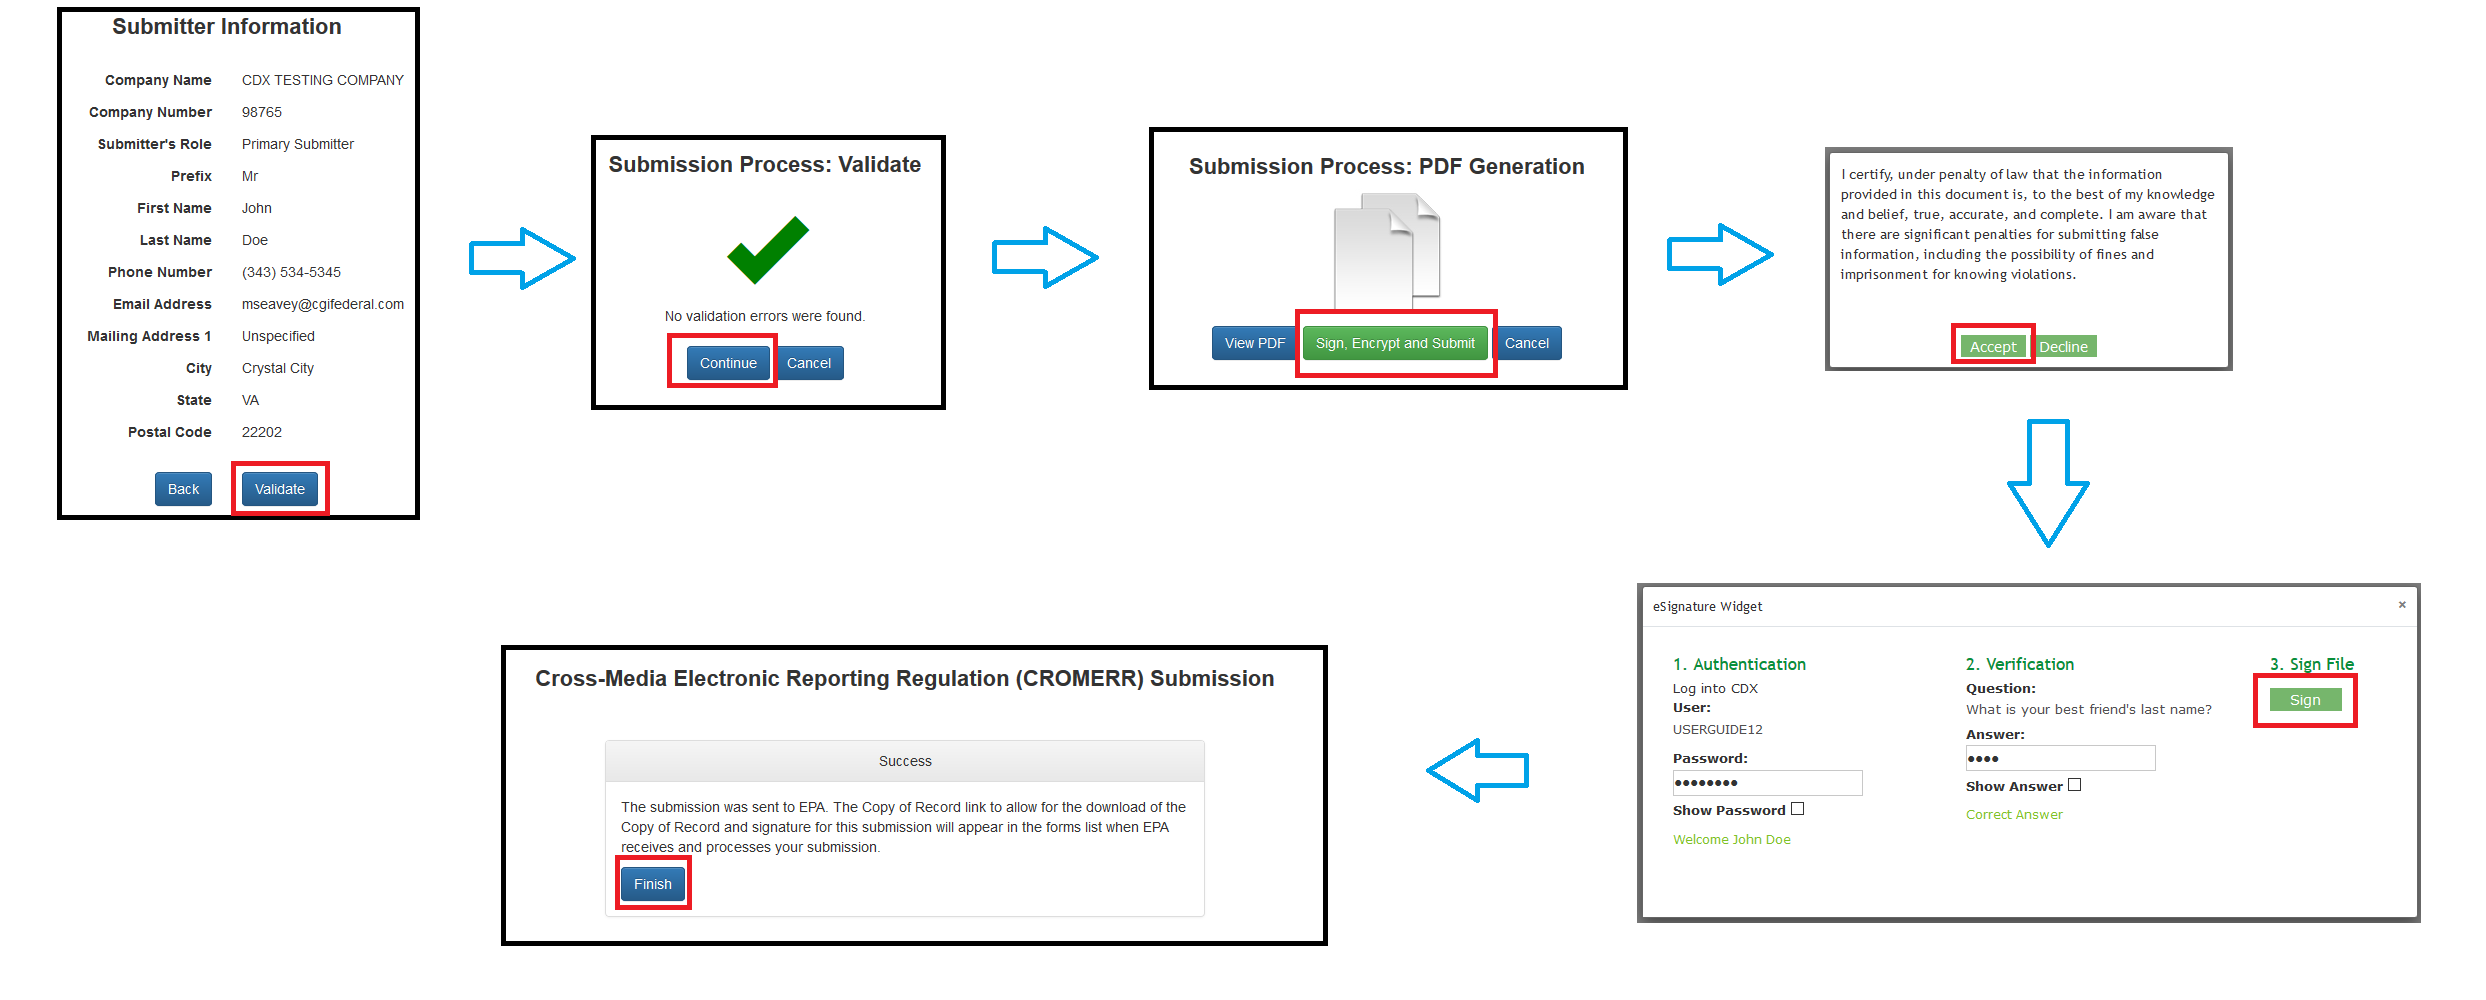 Submitter Information
Company Name CDX TESTING COMPANY
Company Number 98765
Submitter's Role Primary Submitter
Prefix Mr
First Name John
Last Name Doe
Phone Number (343) 534-5345
Email Address mseavey@cgifederal.com
Mailing Address 1 Unspecified
City Crystal City
State VA
Postal Code 22202
Back Validate
Submission Process: Validate
No validation errors were found.
Continue Cancel
Submission Process: PDF Generation
View PDF Sign, Encrypt and Submit Cancel
I certify, under penalty of law that the information
provided in this document is, to the best of my knowledge
and belief, true, accurate, and complete. I am aware that
there are significant penalties for submitting false
information, including the possibility of fines and
imprisonment for knowing violations.
Accept Decline
eSignature Widget ×
1. Authentication
Log into CDX
User:
USERGUIDE12
Password:
••••••••
Show Password
Welcome John Doe
2. Verification
Question:
What is your best friend's last name?
Answer:
••••
Show Answer
Correct Answer
3. Sign File
Sign
Cross-Media Electronic Reporting Regulation (CROMERR) Submission
Success
The submission was sent to EPA. The Copy of Record link to allow for the download of the
Copy of Record and signature for this submission will appear in the forms list when EPA
receives and processes your submission.
Finish